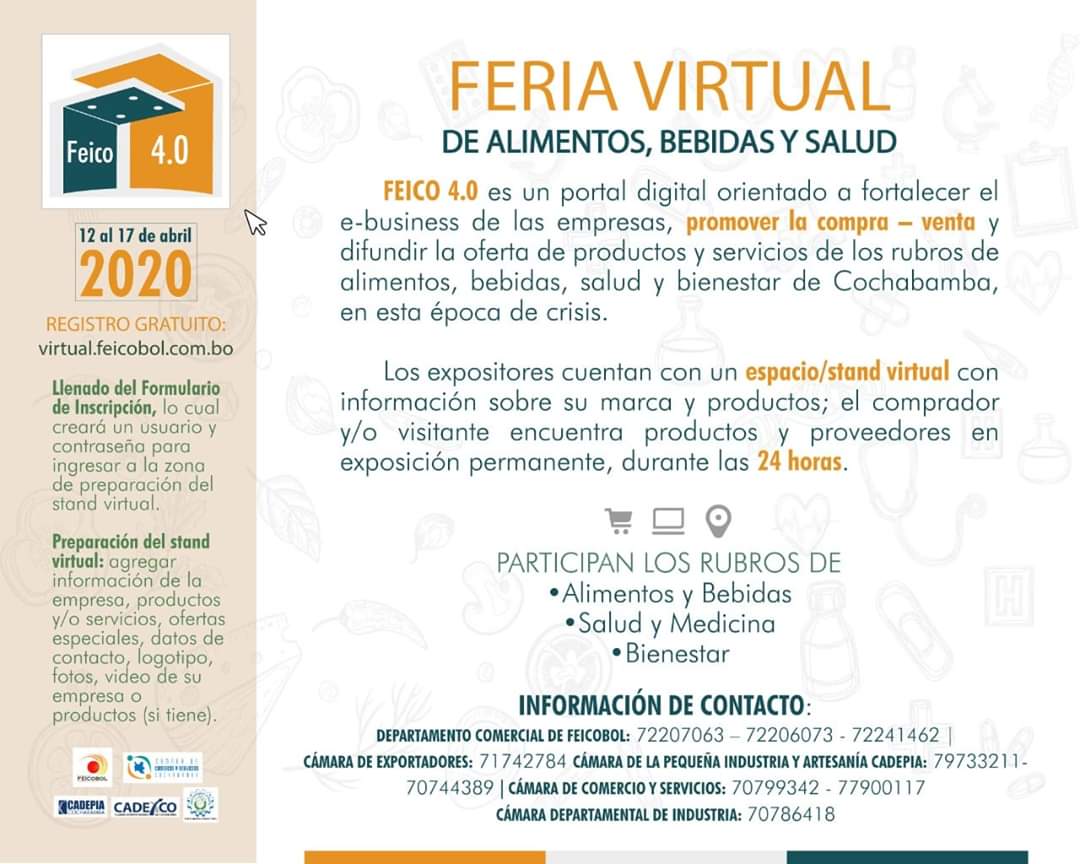 Feico 4.0
12 al 17 de abril
2020
REGISTRO GRATUITO:
virtual.feicobol.com.bo
Llenado del Formulario
de Inscripción, lo cual
creará un usuario y
contraseña para
ingresar a la zona
de preparación del
stand virtual.
Preparación del stand
virtual: agregar
información de la
empresa, productos
y/o servicios, ofertas
especiales, datos de
contacto, logotipo,
fotos, video de su
empresa o
productos (si tiene).
FEICOBOL
CADEPIA
CADEXCO
FERIA VIRTUAL
DE ALIMENTOS, BEBIDAS Y SALUD
FEICO 4.0 es un portal digital orientado a fortalecer el
e-business de las empresas, promover la compra – venta y
difundir la oferta de productos y servicios de los rubros de
alimentos, bebidas, salud y bienestar de Cochabamba,
en esta época de crisis.
Los expositores cuentan con un espacio/stand virtual con
información sobre su marca y productos; el comprador
y/o visitante encuentra productos y proveedores en
exposición permanente, durante las 24 horas.
PARTICIPAN LOS RUBROS DE
•Alimentos y Bebidas
•Salud y Medicina
•Bienestar
INFORMACIÓN DE CONTACTO:
DEPARTAMENTO COMERCIAL DE FEICOBOL: 72207063 – 72206073 - 72241462 |
CÁMARA DE EXPORTADORES: 71742784 CÁMARA DE LA PEQUEÑA INDUSTRIA Y ARTESANÍA CADEPIA: 79733211-
70744389 | CÁMARA DE COMERCIO Y SERVICIOS: 70799342 - 77900117
CÁMARA DEPARTAMENTAL DE INDUSTRIA: 70786418